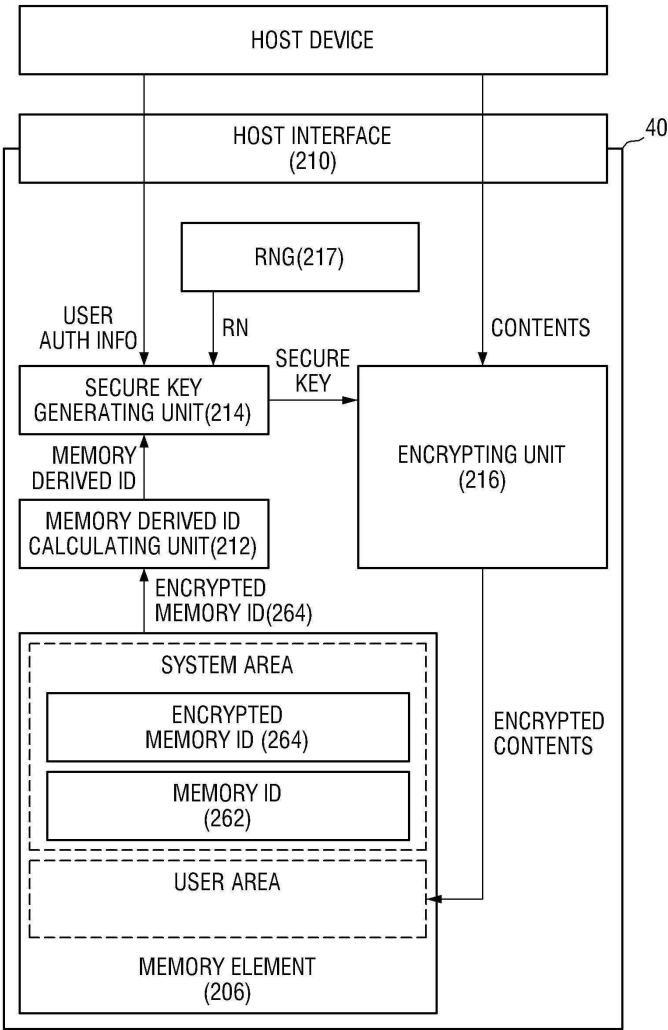 HOST DEVICE
HOST INTERFACE
(210)
40
RNG(217)
USER
AUTH INFO
RN
CONTENTS
SECURE
KEY
SECURE KEY
GENERATING UNIT(214)
ENCRYPTING UNIT
(216)
MEMORY
DERIVED ID
MEMORY DERIVED ID
CALCULATING UNIT(212)
ENCRYPTED
MEMORY ID(264)
SYSTEM AREA
ENCRYPTED
MEMORY ID (264)
MEMORY ID
(262)
ENCRYPTED
CONTENTS
USER AREA
MEMORY ELEMENT
(206)